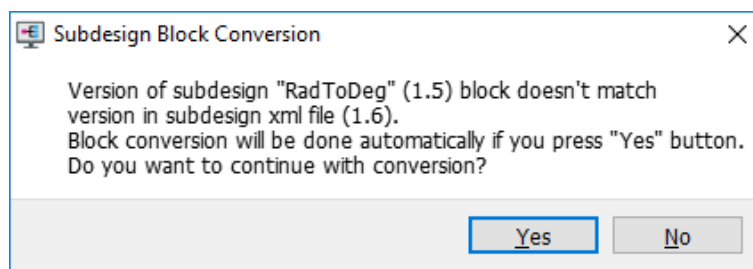 Subdesign Block Conversion
Version of subdesign "RadToDeg" (1.5) block doesn't match
version in subdesign xml file (1.6).
Block conversion will be done automatically if you press "Yes" button.
Do you want to continue with conversion?
Yes
No